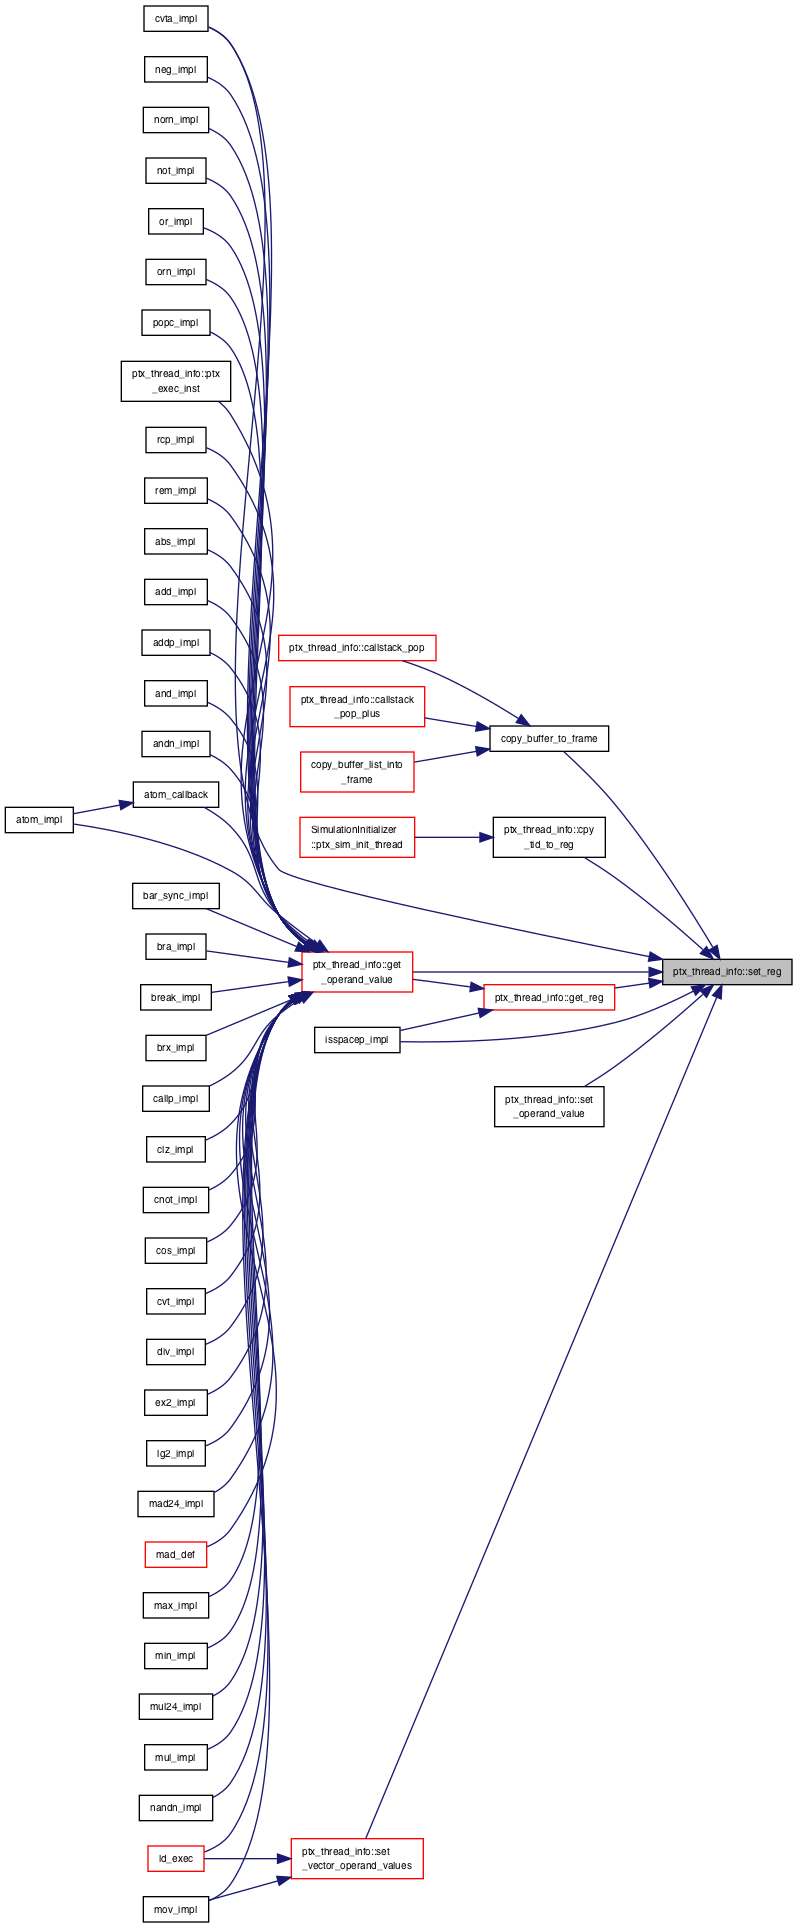 cvta_impl
neg_impl
norn_impl
not_impl
or_impl
orn_impl
popc_impl
ptx_thread_info::ptx
_exec_inst
rcp_impl
rem_impl
abs_impl
add_impl
addp_impl
and_impl
andn_impl
atom_callback
atom_impl
bar_sync_impl
bra_impl
break_impl
brx_impl
callp_impl
clz_impl
cnot_impl
cos_impl
cvt_impl
div_impl
ex2_impl
lg2_impl
mad24_impl
mad_def
max_impl
min_impl
mul24_impl
mul_impl
nandn_impl
ld_exec
mov_impl
ptx_thread_info::callstack_pop
ptx_thread_info::callstack
_pop_plus
copy_buffer_list_into
_frame
SimulationInitializer
::ptx_sim_init_thread
ptx_thread_info::get
_operand_value
isspacep_impl
ptx_thread_info::set
_vector_operand_values
copy_buffer_to_frame
ptx_thread_info::cpy
_tid_to_reg
ptx_thread_info::get_reg
ptx_thread_info::set
_operand_value
ptx_thread_info::set_reg